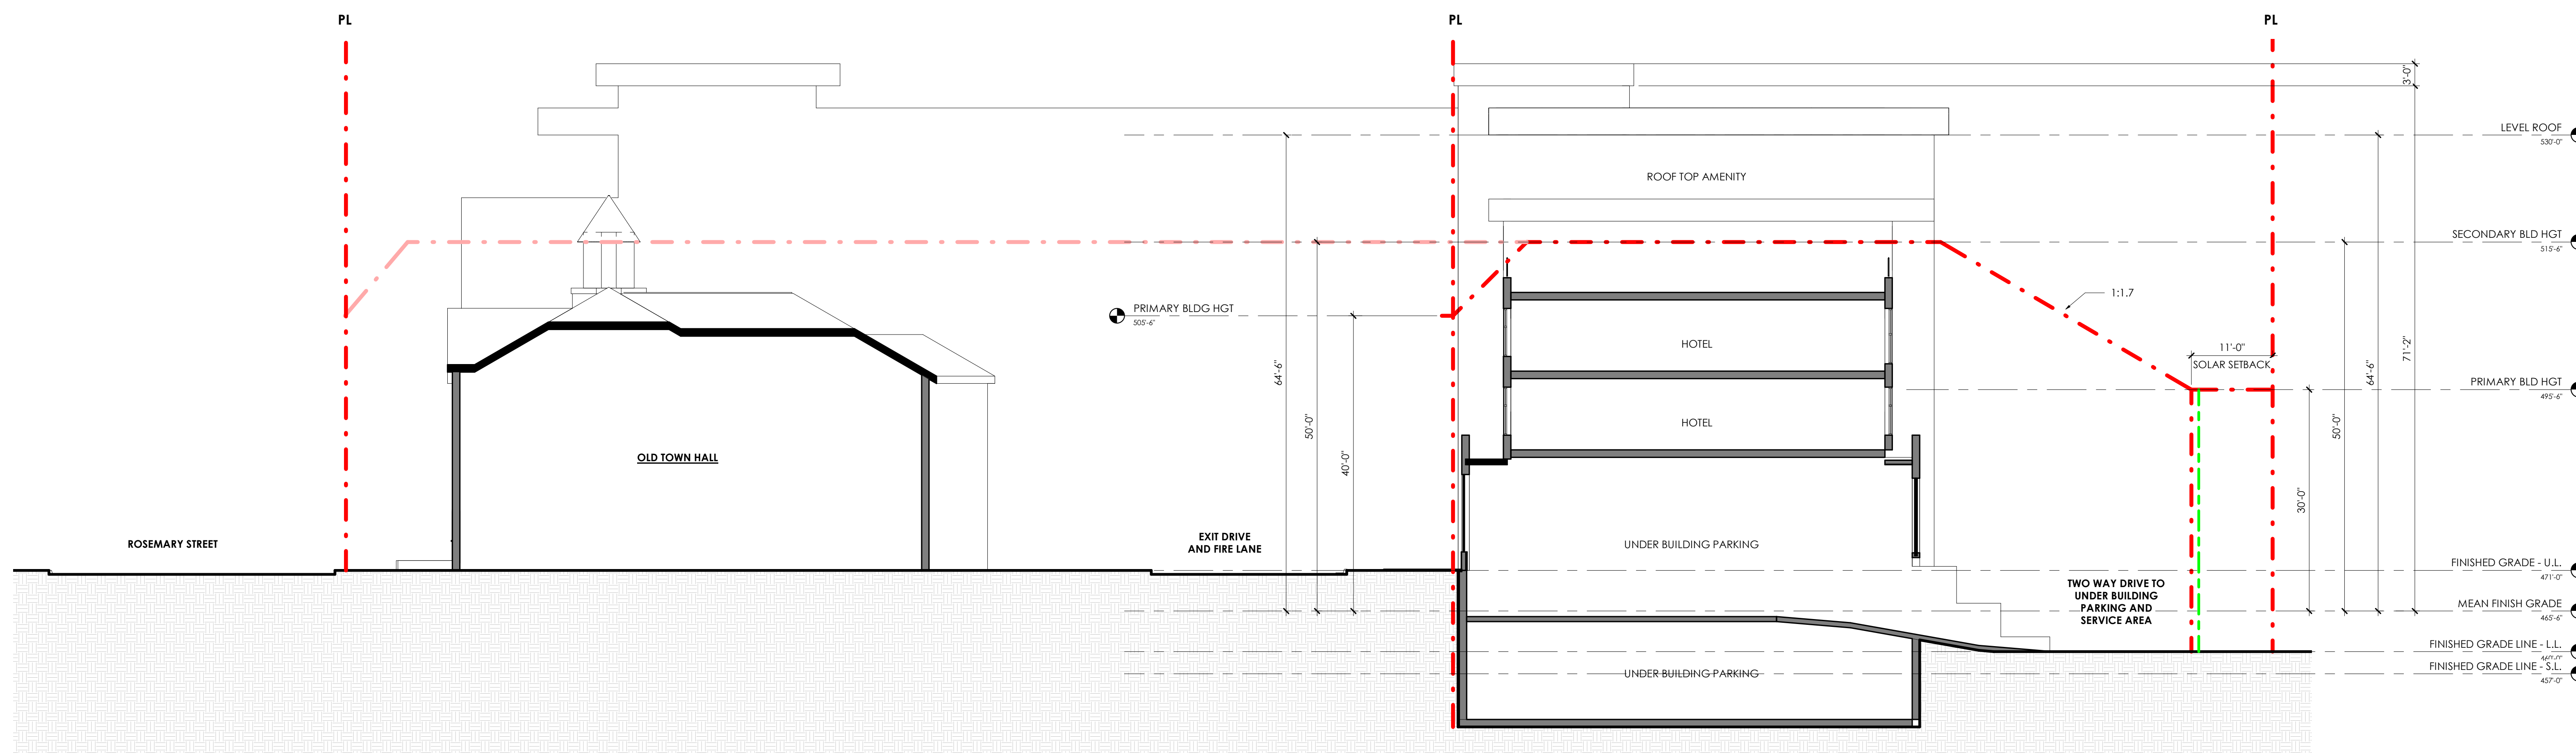 PL
PL
PL
3'-0"
LEVEL ROOF
530'-0"
ROOF TOP AMENITY
SECONDARY BLD HGT
515'-6"
1:1.7
PRIMARY BLDG HGT
505'-6"
HOTEL
11'-0"
SOLAR SETBACK
71'-2"
64'-6"
64'-6"
PRIMARY BLD HGT
495'-6"
50'-0"
50'-0"
HOTEL
OLD TOWN HALL
40'-0"
30'-0"
ROSEMARY STREET
EXIT DRIVE
AND FIRE LANE
UNDER BUILDING PARKING
FINISHED GRADE - U.L.
471'-0"
TWO WAY DRIVE TO
UNDER BUILDING
PARKING AND
SERVICE AREA
MEAN FINISH GRADE
465'-6"
FINISHED GRADE LINE - L.L.
460'-0"
FINISHED GRADE LINE - S.L.
457'-0"
UNDER BUILDING PARKING